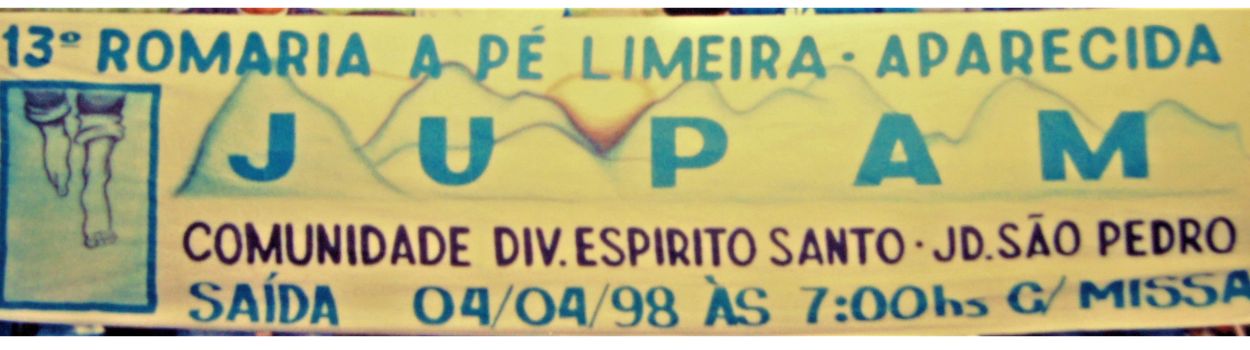 13º ROMARIA A PÉ LIMEIRA · APARECIDA
JUPAM
COMUNIDADE DIV. ESPIRITO SANTO · JD. SÃO PEDRO
SAÍDA 04/04/98 ÀS 7:00hs C/ MISSA